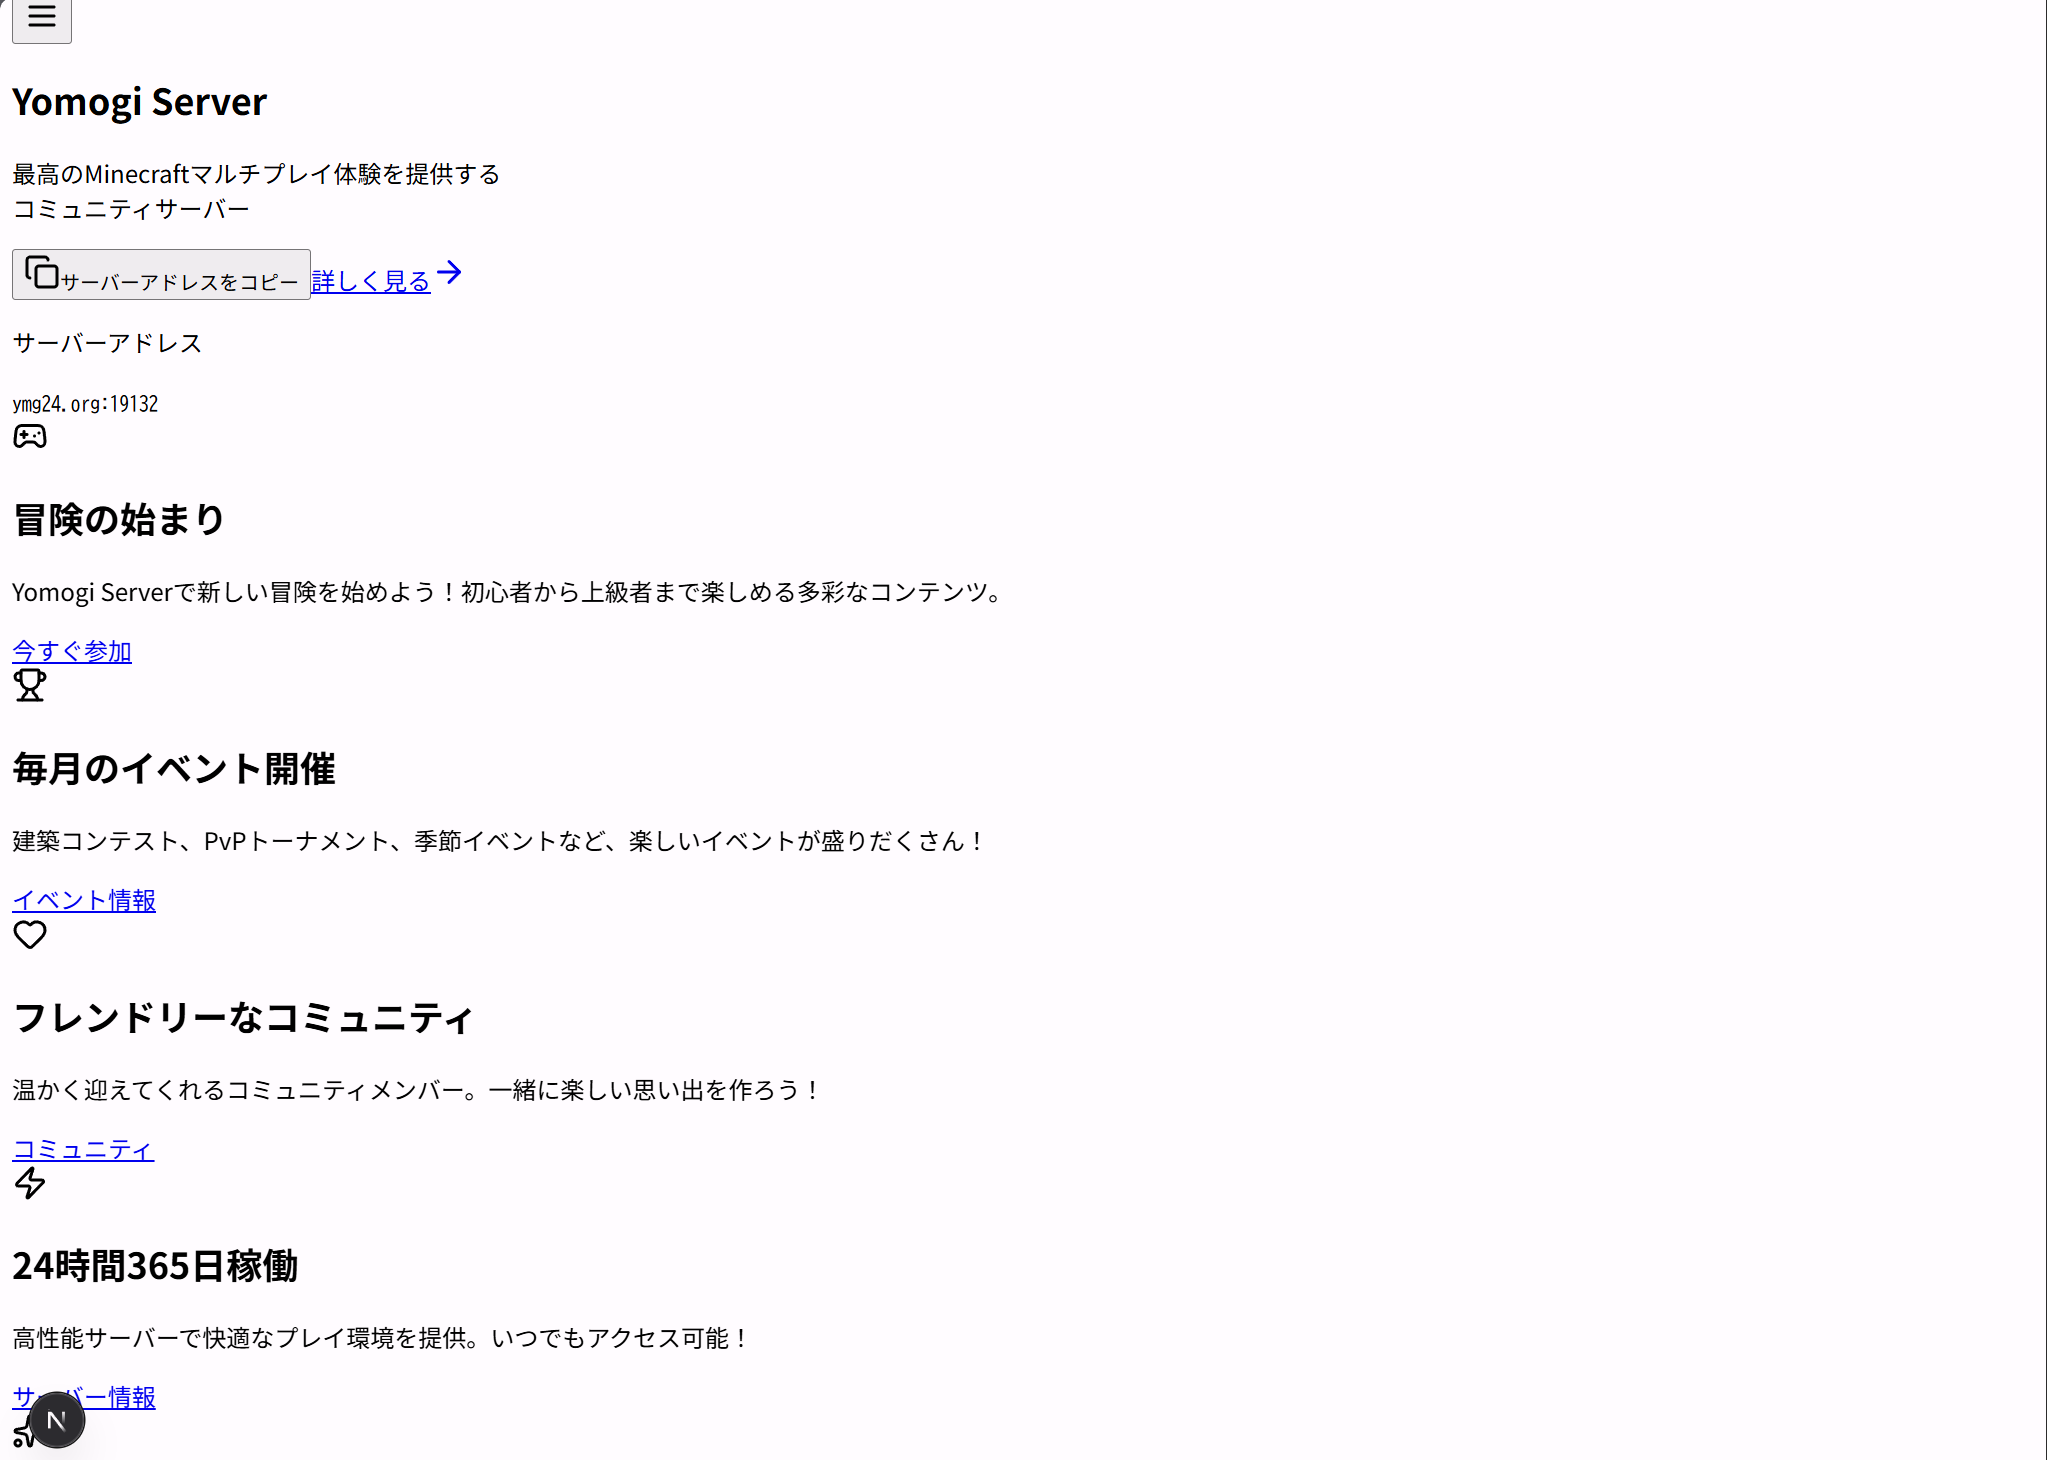 Yomogi Server
最高のMinecraftマルチプレイ体験を提供する
コミュニティサーバー
サーバーアドレスをコピー 詳しく見る
サーバーアドレス
ymg24.org:19132
冒険の始まり
Yomogi Serverで新しい冒険を始めよう！初心者から上級者まで楽しめる多彩なコンテンツ。
今すぐ参加
毎月のイベント開催
建築コンテスト、PvPトーナメント、季節イベントなど、楽しいイベントが盛りだくさん！
イベント情報
フレンドリーなコミュニティ
温かく迎えてくれるコミュニティメンバー。一緒に楽しい思い出を作ろう！
コミュニティ
24時間365日稼働
高性能サーバーで快適なプレイ環境を提供。いつでもアクセス可能！
サーバー情報
N